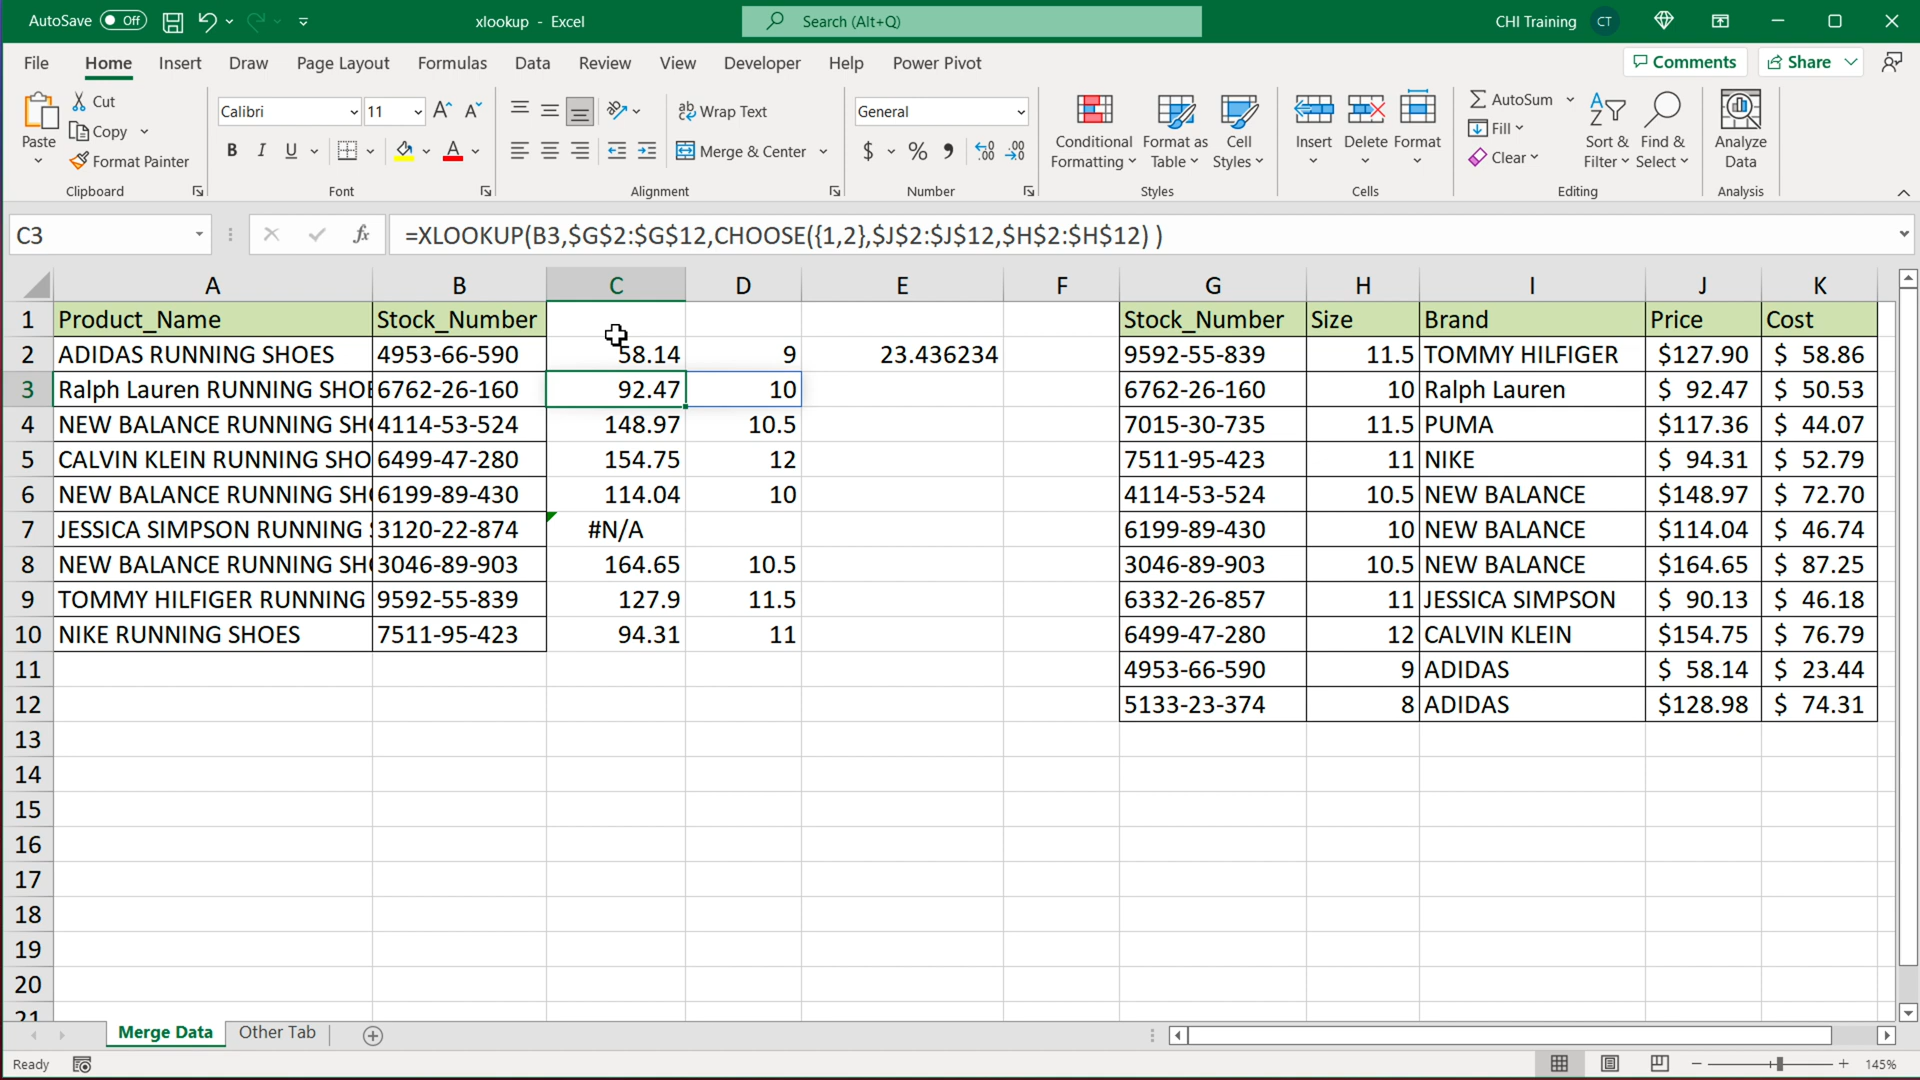 AutoSave Off xlookup - Excel Search (Alt+Q) CHI Training CT
File Home Insert Draw Page Layout Formulas Data Review View Developer Help Power Pivot Comments Share
Paste
Cut
Copy
Format Painter
Clipboard
Calibri 11 A^ A˅
B I U A
Font
ab Wrap Text
Merge & Center
Alignment
General
$ % 9 .00 .00
Number
Conditional Formatting
Format as Table
Cell Styles
Styles
Insert Delete Format
Cells
AutoSum
Fill
Clear
Sort & Filter
Find & Select
Editing
Analyze Data
Analysis
C3 fx =XLOOKUP(B3,$G$2:$G$12,CHOOSE({1,2},$J$2:$J$12,$H$2:$H$12) )
A B C D E F G H I J K
1 Product_Name Stock_Number Stock_Number Size Brand Price Cost
2 ADIDAS RUNNING SHOES 4953-66-590 58.14 9 23.436234 9592-55-839 11.5 TOMMY HILFIGER $127.90 $ 58.86
3 Ralph Lauren RUNNING SHOE 6762-26-160 92.47 10 6762-26-160 10 Ralph Lauren $ 92.47 $ 50.53
4 NEW BALANCE RUNNING SH 4114-53-524 148.97 10.5 7015-30-735 11.5 PUMA $117.36 $ 44.07
5 CALVIN KLEIN RUNNING SHO 6499-47-280 154.75 12 7511-95-423 11 NIKE $ 94.31 $ 52.79
6 NEW BALANCE RUNNING SH 6199-89-430 114.04 10 4114-53-524 10.5 NEW BALANCE $148.97 $ 72.70
7 JESSICA SIMPSON RUNNING 3120-22-874 #N/A 6199-89-430 10 NEW BALANCE $114.04 $ 46.74
8 NEW BALANCE RUNNING SH 3046-89-903 164.65 10.5 3046-89-903 10.5 NEW BALANCE $164.65 $ 87.25
9 TOMMY HILFIGER RUNNING 9592-55-839 127.9 11.5 6332-26-857 11 JESSICA SIMPSON $ 90.13 $ 46.18
10 NIKE RUNNING SHOES 7511-95-423 94.31 11 6499-47-280 12 CALVIN KLEIN $154.75 $ 76.79
11 4953-66-590 9 ADIDAS $ 58.14 $ 23.44
12 5133-23-374 8 ADIDAS $128.98 $ 74.31
13
14
15
16
17
18
19
20
21
Merge Data Other Tab
Ready 145%